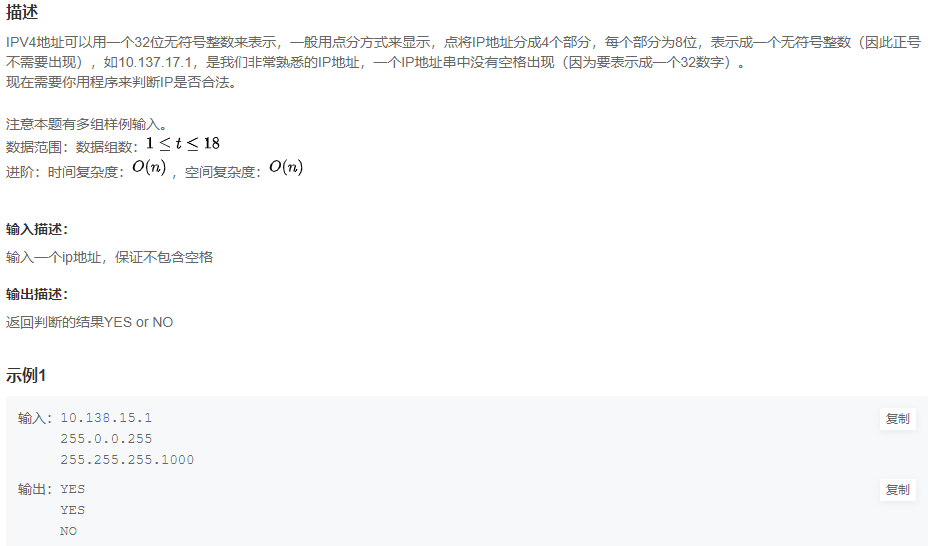 描述
IPV4地址可以用一个32位无符号整数来表示，一般用点分方式来显示，点将IP地址分成4个部分，每个部分为8位，表示成一个无符号整数（因此正号
不需要出现），如10.137.17.1，是我们非常熟悉的IP地址，一个IP地址串中没有空格出现（因为要表示成一个32数字）。
现在需要你用程序来判断IP是否合法。
注意本题有多组样例输入。
数据范围：数据组数：1 ≤ t ≤ 18
进阶：时间复杂度：O(n) ，空间复杂度：O(n)
输入描述：
输入一个ip地址，保证不包含空格
输出描述：
返回判断的结果YES or NO
示例1
输入：10.138.15.1 复制
255.0.0.255
255.255.255.1000
输出：YES 复制
YES
NO